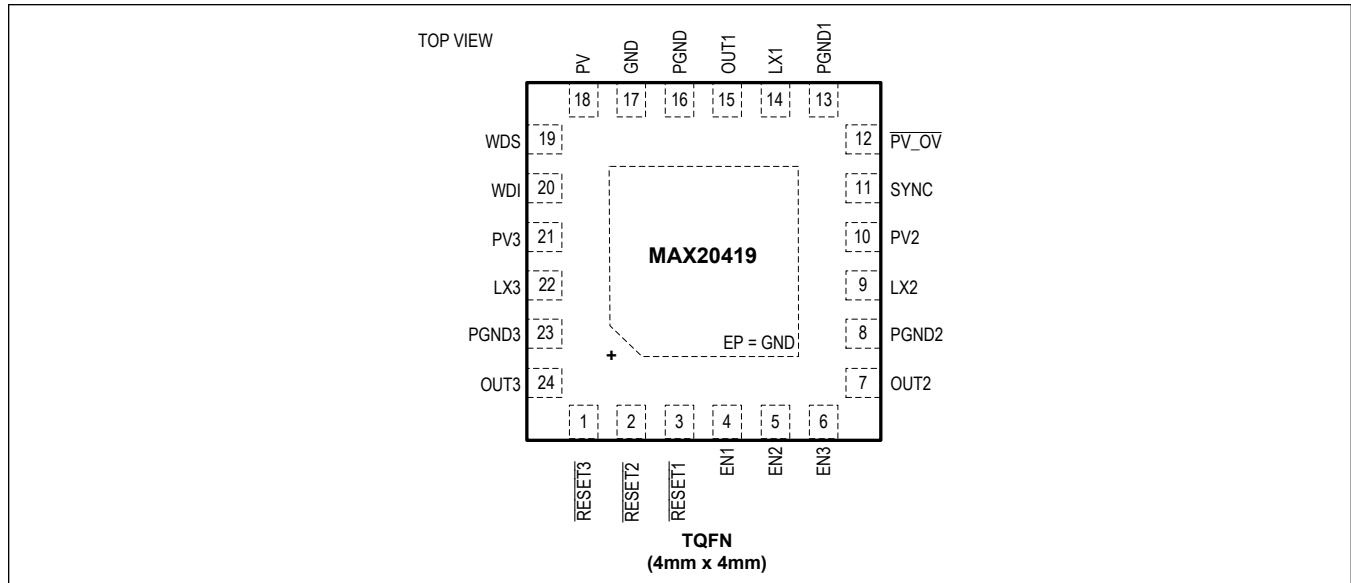 TOP VIEW
PV GND PGND OUT1 LX1 PGND1
18 17 16 15 14 13
WDS 19 12 PV_OV
WDI 20 11 SYNC
PV3 21 10 PV2
MAX20419
LX3 22 9 LX2
PGND3 23 8 PGND2
EP = GND
+
OUT3 24 7 OUT2
1 2 3 4 5 6
RESET3 RESET2 RESET1 EN1 EN2 EN3
TQFN
(4mm x 4mm)